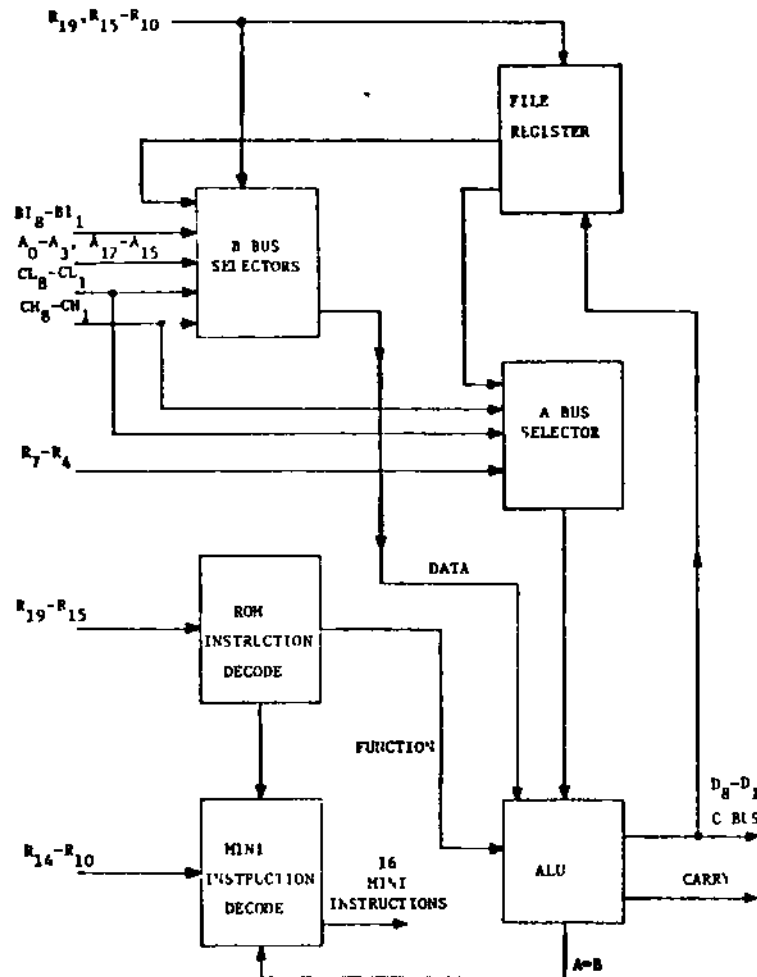 R19,R15-R10
FILE
REGISTER
BI8-BI1
A0-A3, A17-A15
CL8-CL1
CH8-CH1
B BUS
SELECTORS
A BUS
SELECTOR
R7-R4
DATA
R19-R15
ROM
INSTRUCTION
DECODE
FUNCTION
D8-D1
C BUS
R14-R10
MINI
INSTRUCTION
DECODE
16
MINI
INSTRUCTIONS
ALU
CARRY
A=B